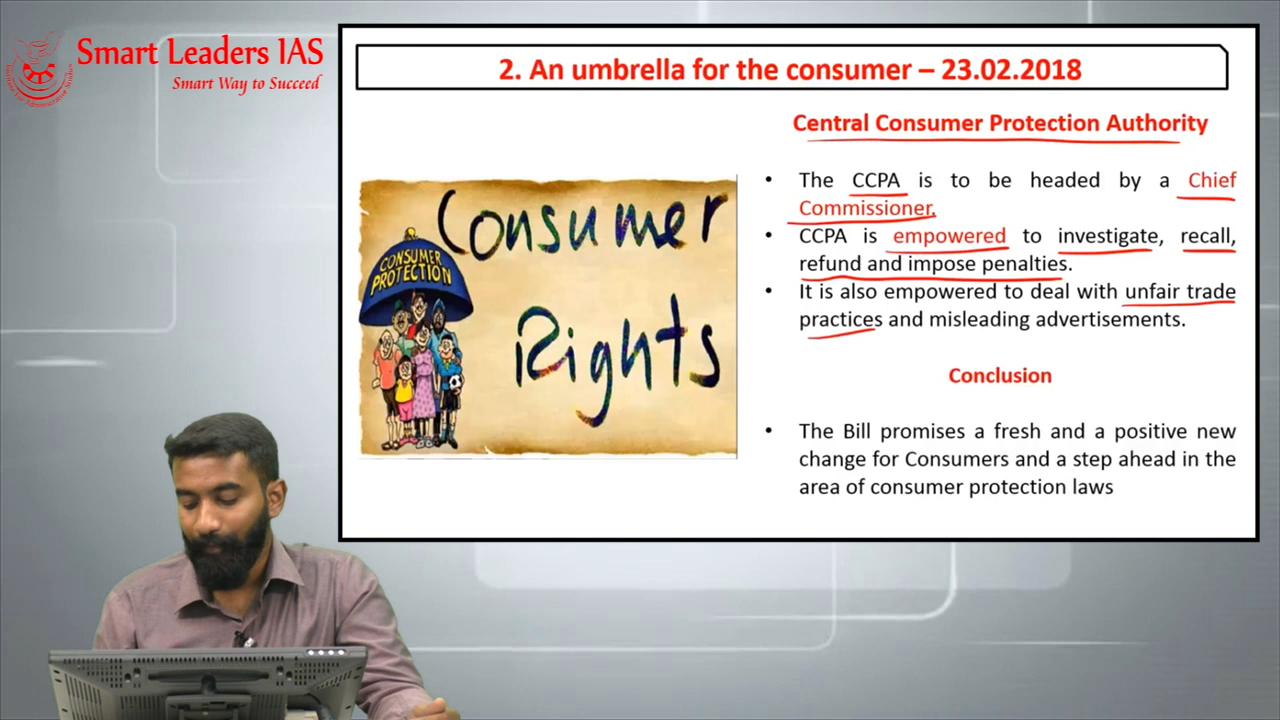 Smart Leaders IAS
Smart Way to Succeed
2. An umbrella for the consumer – 23.02.2018
Consumer
Rights
CONSUMER
PROTECTION
Central Consumer Protection Authority
• The CCPA is to be headed by a Chief
Commissioner.
• CCPA is empowered to investigate, recall,
refund and impose penalties.
• It is also empowered to deal with unfair trade
practices and misleading advertisements.
Conclusion
• The Bill promises a fresh and a positive new
change for Consumers and a step ahead in the
area of consumer protection laws